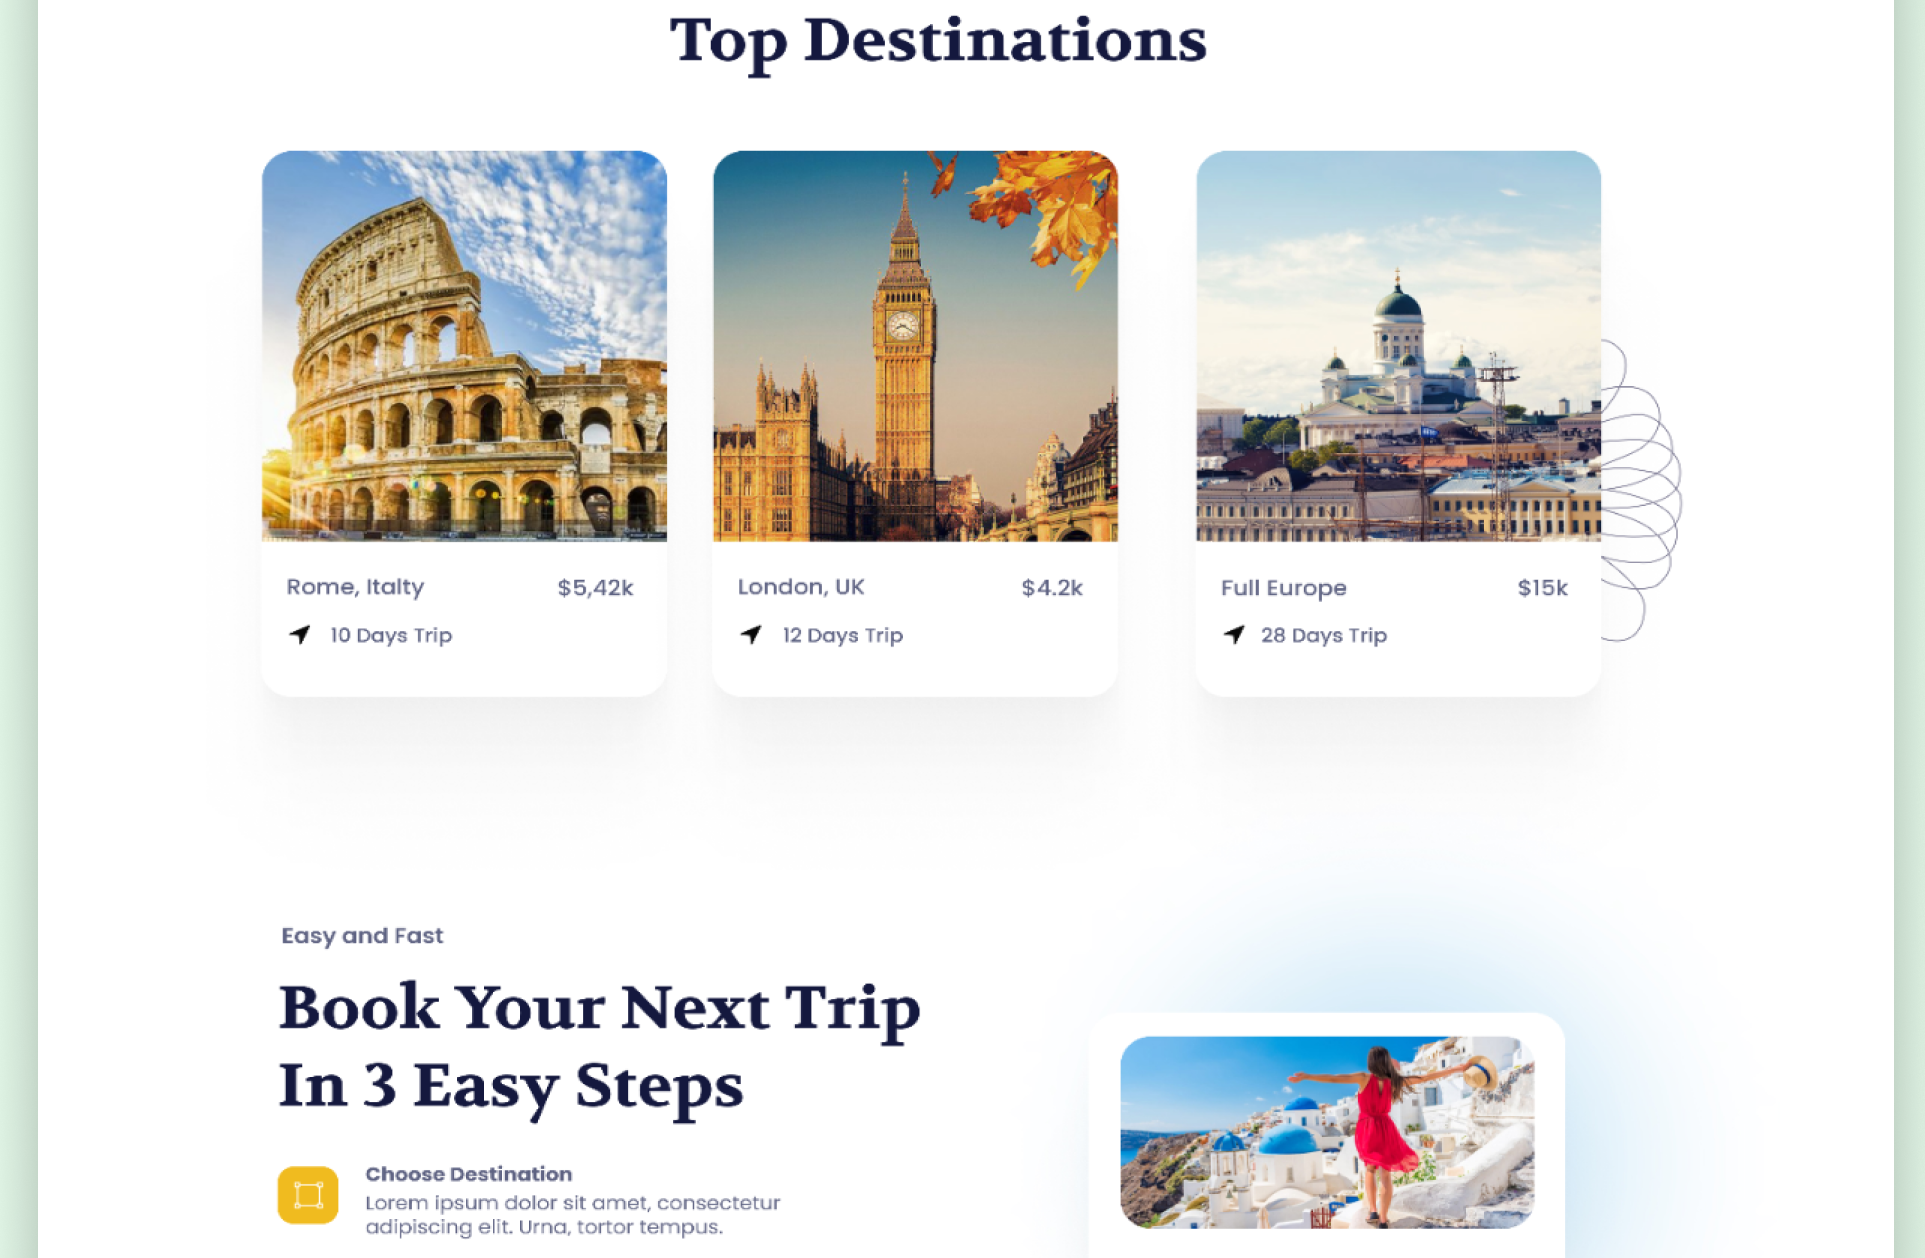 Top Destinations
Rome, Italty $5,42k
10 Days Trip
London, UK $4.2k
12 Days Trip
Full Europe $15k
28 Days Trip
Easy and Fast
Book Your Next Trip
In 3 Easy Steps
Choose Destination
Lorem ipsum dolor sit amet, consectetur
adipiscing elit. Urna, tortor tempus.